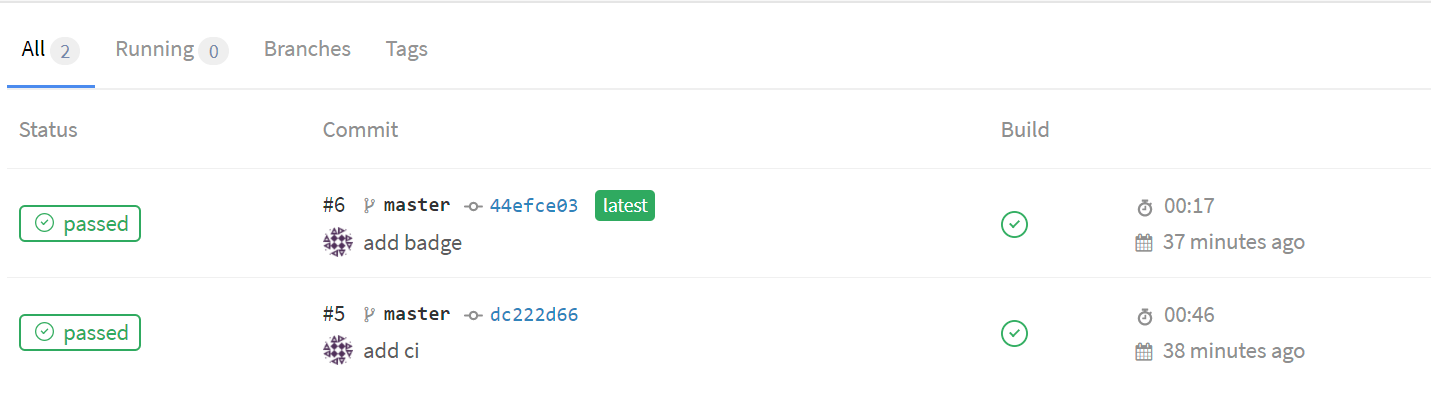 All 2 Running 0 Branches Tags
Status Commit Build
#6 master 44efce03 latest
passed
00:17
add badge
37 minutes ago
#5 master dc222d66
passed
00:46
add ci
38 minutes ago